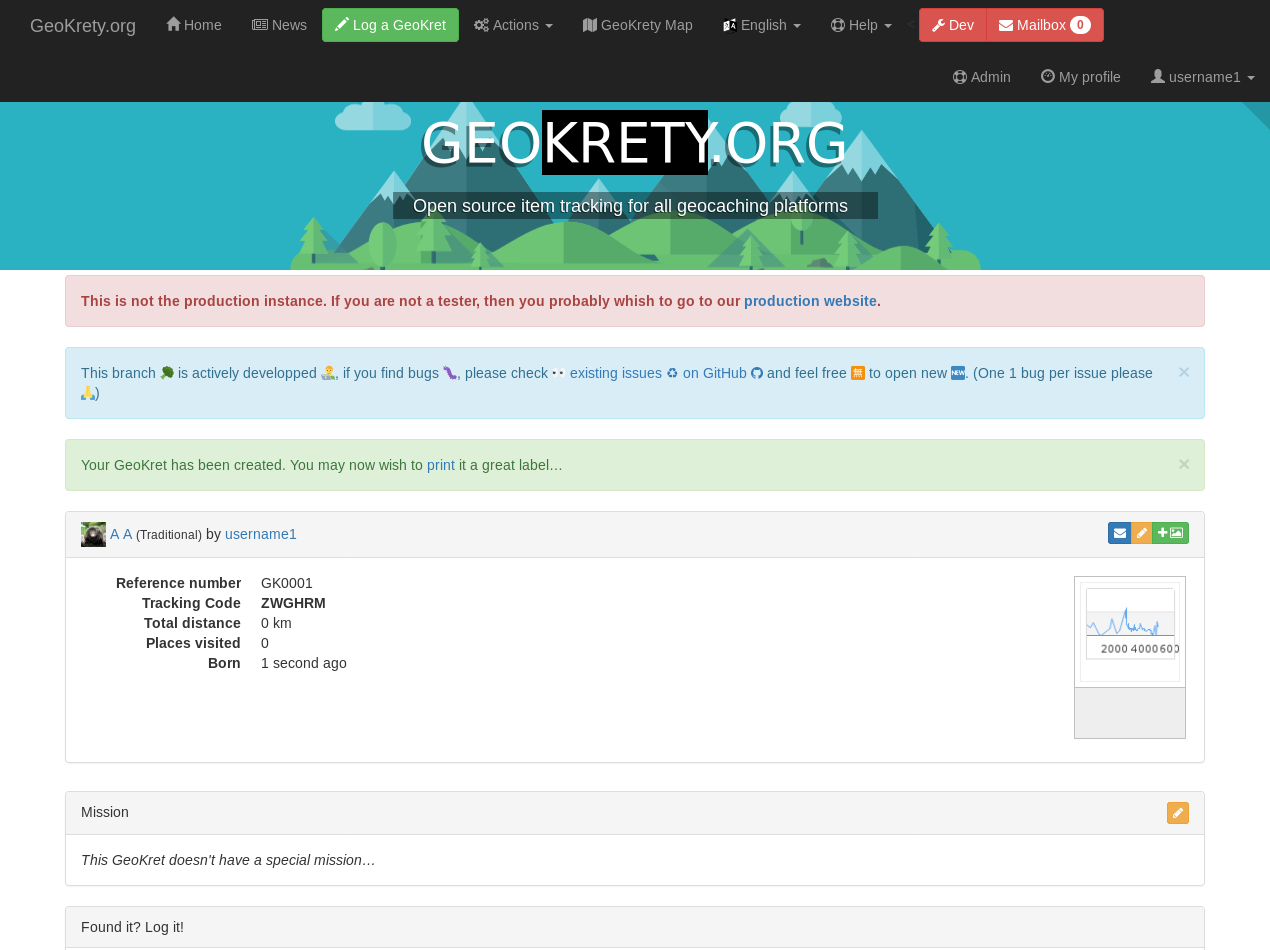 GeoKrety.org Home News Log a GeoKret Actions GeoKrety Map English Help Dev Mailbox 0
Admin My profile username1
GEOKRETY.ORG
Open source item tracking for all geocaching platforms
This is not the production instance. If you are not a tester, then you probably whish to go to our production website.
This branch 🌳 is actively developped 👨‍💻, if you find bugs 🐛, please check 👀 existing issues ♻ on GitHub and feel free 🈚 to open new 🆕. (One 1 bug per issue please
🙏)
×
Your GeoKret has been created. You may now wish to print it a great label…
×
A A (Traditional) by username1
Reference number GK0001
Tracking Code ZWGHRM
Total distance 0 km
Places visited 0
Born 1 second ago
2000 4000 600
Mission
This GeoKret doesn't have a special mission…
Found it? Log it!